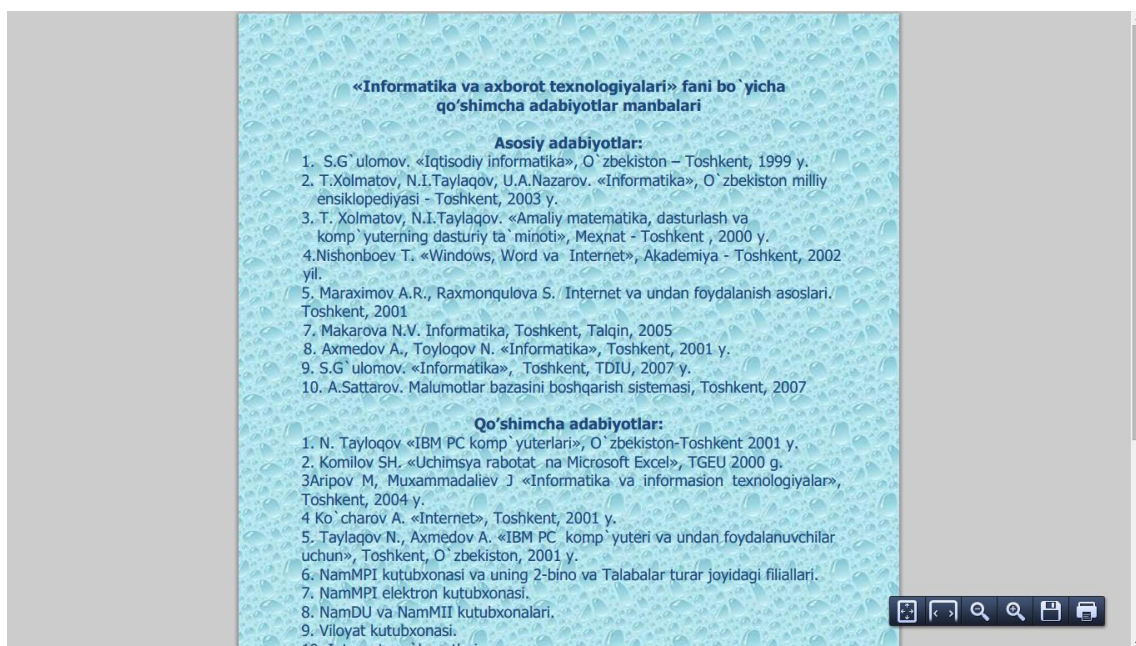 «Informatika va axborot texnologiyalari» fani bo`yicha
qo’shimcha adabiyotlar manbalari
Asosiy adabiyotlar:
1. S.G`ulomov. «Iqtisodiy informatika», O`zbekiston – Toshkent, 1999 y.
2. T.Xolmatov, N.I.Taylaqov, U.A.Nazarov. «Informatika», O`zbekiston milliy
ensiklopediyasi - Toshkent, 2003 y.
3. T. Xolmatov, N.I.Taylaqov. «Amaliy matematika, dasturlash va
komp`yuterning dasturiy ta`minoti», Mexnat - Toshkent , 2000 y.
4.Nishonboev T. «Windows, Word va Internet», Akademiya - Toshkent, 2002
yil.
5. Maraximov A.R., Raxmonqulova S. Internet va undan foydalanish asoslari.
Toshkent, 2001
7. Makarova N.V. Informatika, Toshkent, Talqin, 2005
8. Axmedov A., Toyloqov N. «Informatika», Toshkent, 2001 y.
9. S.G`ulomov. «Informatika», Toshkent, TDIU, 2007 y.
10. A.Sattarov. Malumotlar bazasini boshqarish sistemasi, Toshkent, 2007
Qo’shimcha adabiyotlar:
1. N. Tayloqov «IBM PC komp`yuterlari», O`zbekiston-Toshkent 2001 y.
2. Komilov SH. «Uchimsya rabotat na Microsoft Excel», TGEU 2000 g.
3Aripov M, Muxammadaliev J «Informatika va informasion texnologiyalar»,
Toshkent, 2004 y.
4 Ko`charov A. «Internet», Toshkent, 2001 y.
5. Taylaqov N., Axmedov A. «IBM PC komp`yuteri va undan foydalanuvchilar
uchun», Toshkent, O`zbekiston, 2001 y.
6. NamMPI kutubxonasi va uning 2-bino va Talabalar turar joyidagi filiallari.
7. NamMPI elektron kutubxonasi.
8. NamDU va NamMII kutubxonalari.
9. Viloyat kutubxonasi.